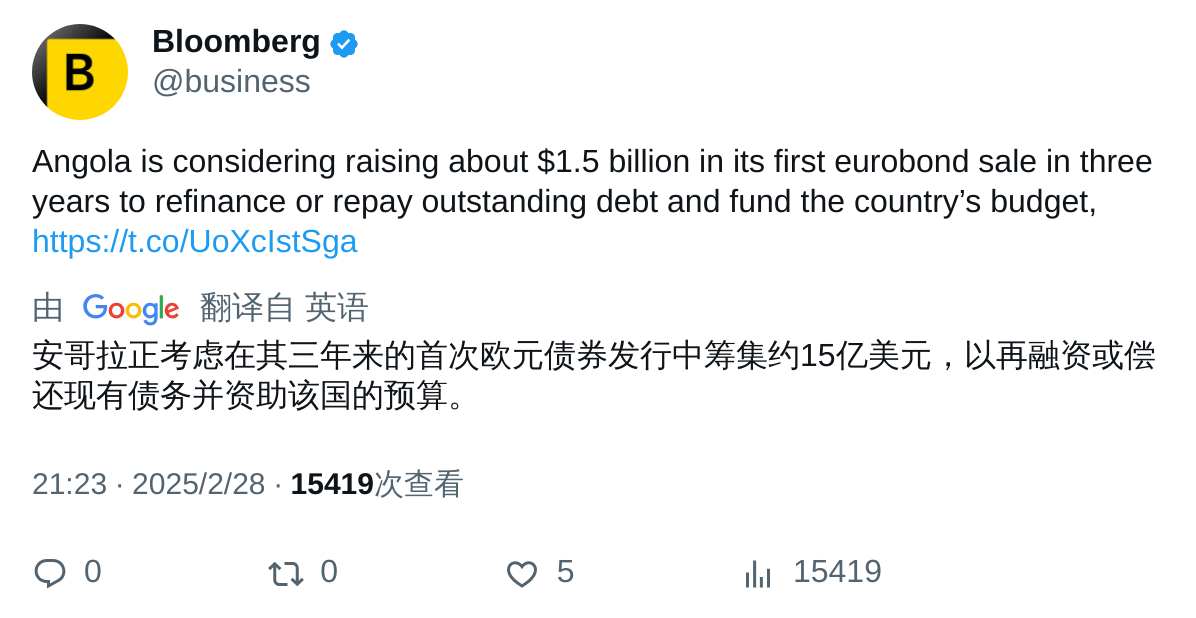 B
Bloomberg
@business
Angola is considering raising about $1.5 billion in its first eurobond sale in three
years to refinance or repay outstanding debt and fund the country’s budget,
https://t.co/UoXcIstSga
由 Google 翻译自 英语
安哥拉正考虑在其三年来的首次欧元债券发行中筹集约15亿美元，以再融资或偿
还现有债务并资助该国的预算。
21:23 · 2025/2/28 · 15419次查看
0 0 5 15419